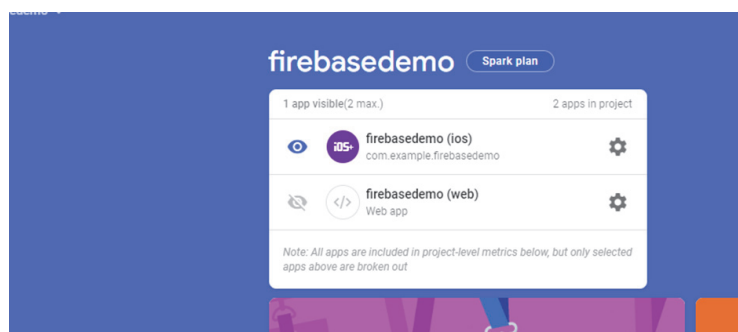 firebasedemo Spark plan
1 app visible(2 max.) 2 apps in project
iOS+ firebasedemo (ios)
com.example.firebasedemo
</> firebasedemo (web)
Web app
Note: All apps are included in project-level metrics below, but only selected
apps above are broken out